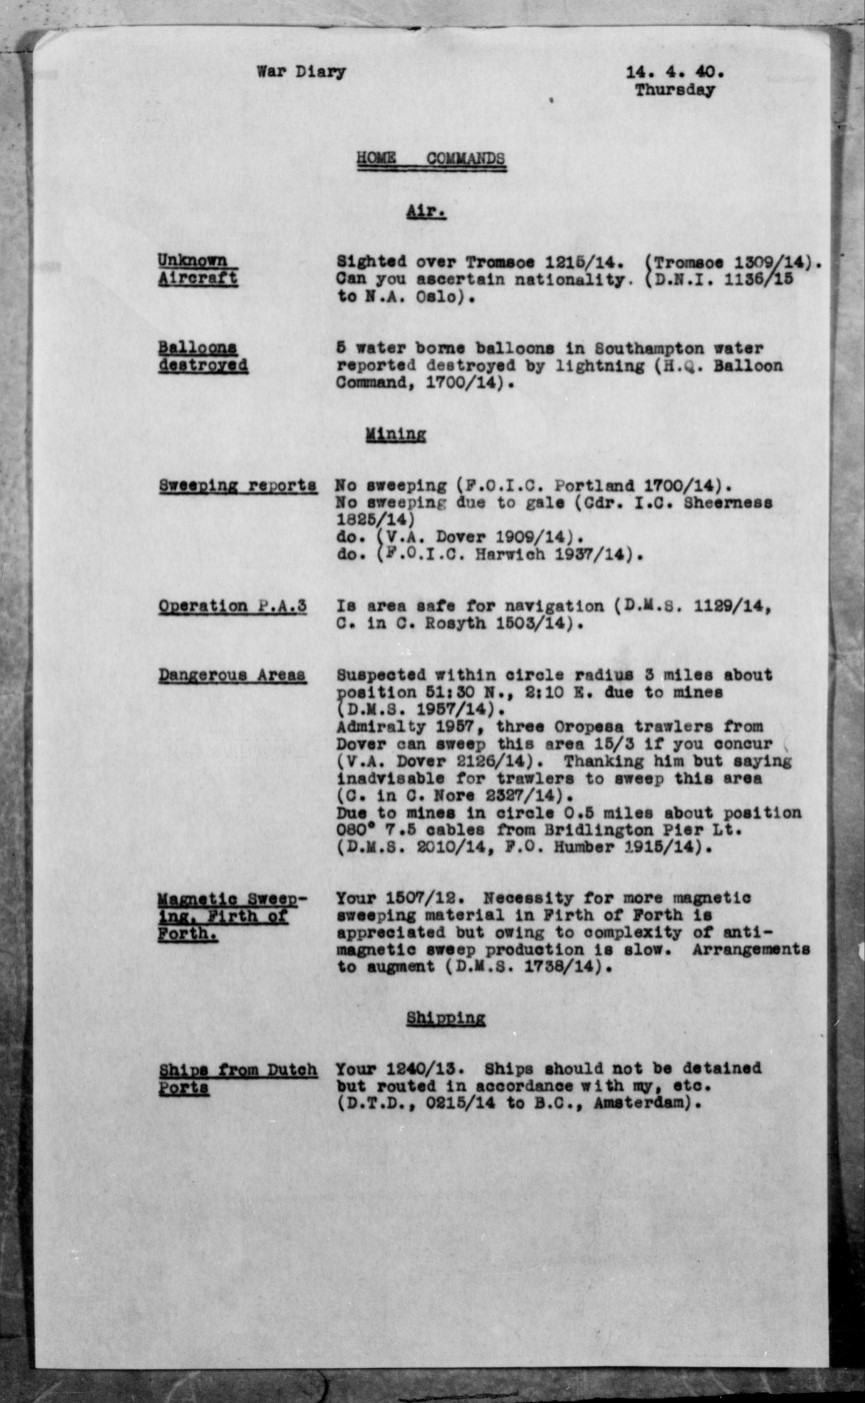 War Diary 14. 4. 40.
Thursday
HOME COMMANDS
Air.
Unknown Sighted over Tromsoe 1215/14. (Tromsoe 1309/14).
Aircraft Can you ascertain nationality. (D.N.I. 1136/15
to N.A. Oslo).
Balloons 5 water borne balloons in Southampton water
destroyed reported destroyed by lightning (H.Q. Balloon
Command, 1700/14).
Mining
Sweeping reports No sweeping (F.O.I.C. Portland 1700/14).
No sweeping due to gale (Cdr. I.C. Sheerness
1825/14)
do. (V.A. Dover 1909/14).
do. (F.O.I.C. Harwich 1937/14).
Operation P.A.3 Is area safe for navigation (D.M.S. 1129/14,
C. in C. Rosyth 1503/14).
Dangerous Areas Suspected within circle radius 3 miles about
position 51:30 N., 2:10 E. due to mines
(D.M.S. 1957/14).
Admiralty 1957, three Oropesa trawlers from
Dover can sweep this area 15/3 if you concur
(V.A. Dover 2126/14). Thanking him but saying
inadvisable for trawlers to sweep this area
(C. in C. Nore 2327/14).
Due to mines in circle 0.5 miles about position
080° 7.5 cables from Bridlington Pier Lt.
(D.M.S. 2010/14, F.O. Humber 1915/14).
Magnetic Sweep- Your 1507/12. Necessity for more magnetic
ing, Firth of sweeping material in Firth of Forth is
Forth. appreciated but owing to complexity of anti-
magnetic sweep production is slow. Arrangements
to augment (D.M.S. 1738/14).
Shipping
Ships from Dutch Your 1240/13. Ships should not be detained
Ports but routed in accordance with my, etc.
(D.T.D., 0215/14 to B.C., Amsterdam).